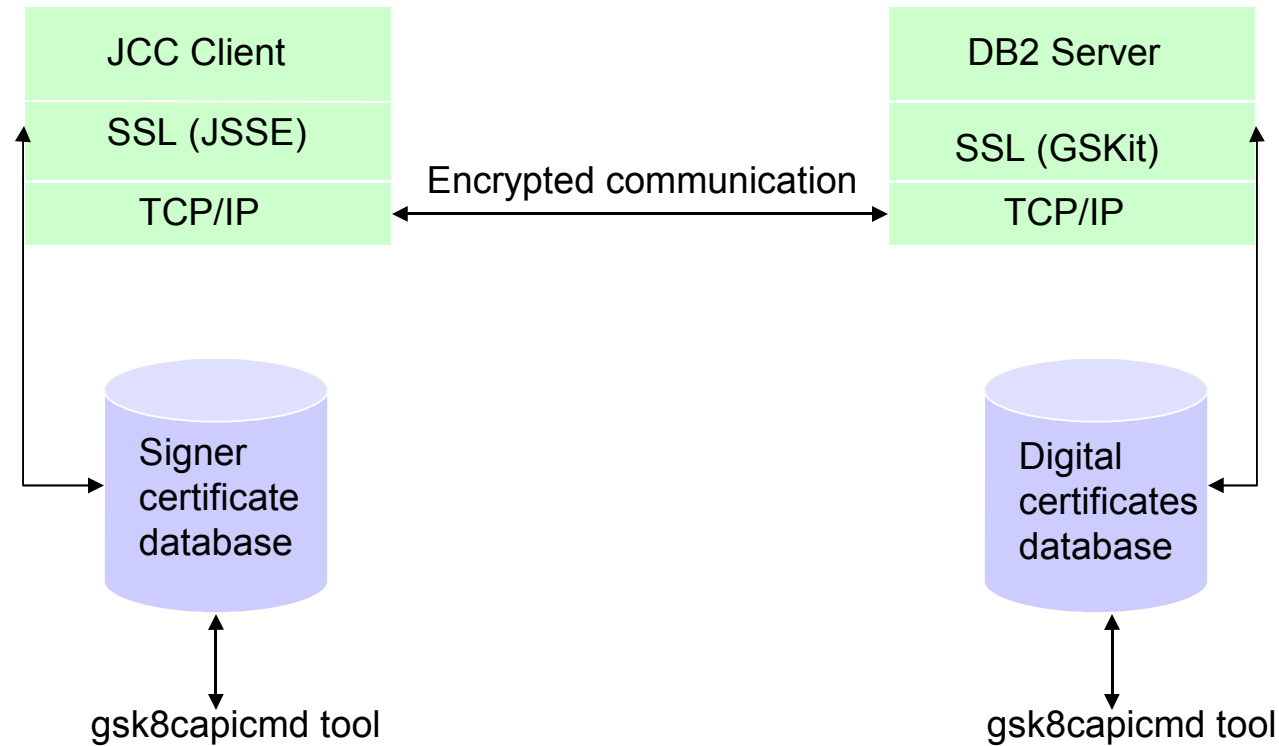 JCC Client
SSL (JSSE)
TCP/IP
Encrypted communication
DB2 Server
SSL (GSKit)
TCP/IP
Signer
certificate
database
Digital
certificates
database
gsk8capicmd tool
gsk8capicmd tool